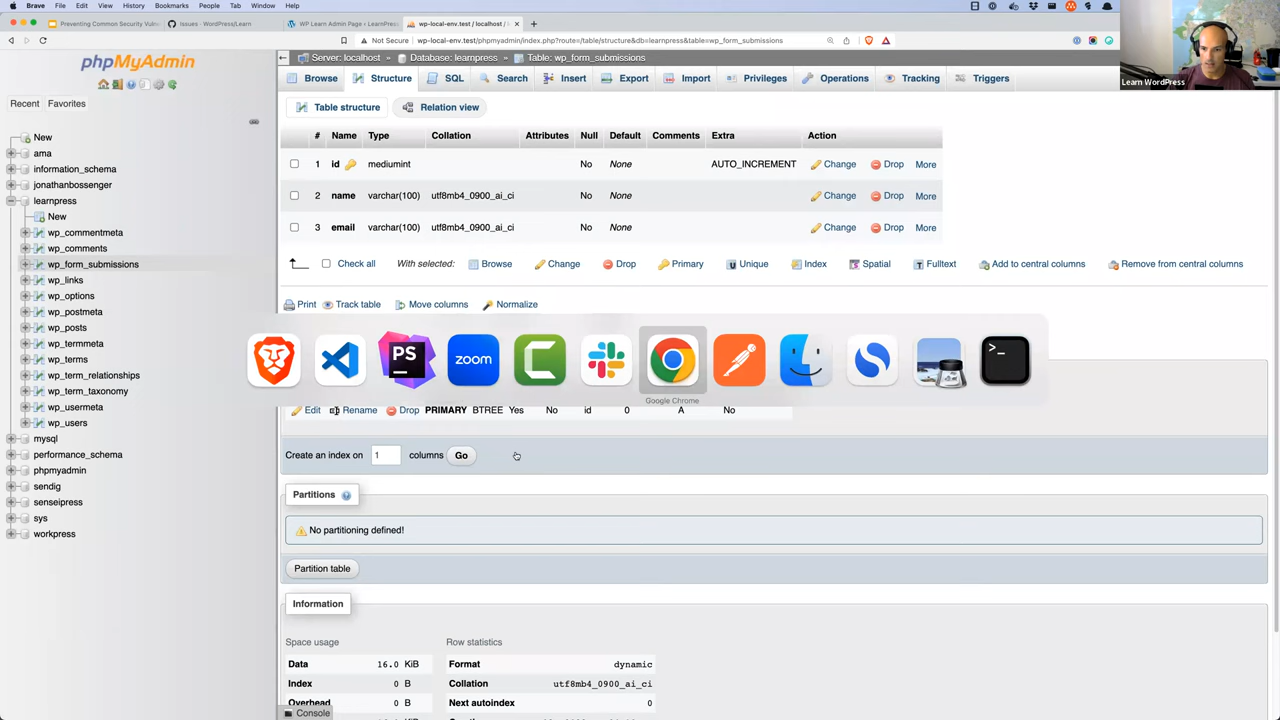 Brave File Edit View History Bookmarks People Tab Window Help
Preventing Common Security Vuln
Issues · WordPress/Learn
WP Learn Admin Page ‹ LearnPress
wp-local-env.test / localhost /
Not Secure wp-local-env.test/phpmyadmin/index.php?route=/table/structure&db=learnpress&table=wp_form_submissions
Learn WordPress
phpMyAdmin
Recent Favorites
New
ama
information_schema
jonathanbossenger
learnpress
New
wp_commentmeta
wp_comments
wp_form_submissions
wp_links
wp_options
wp_postmeta
wp_posts
wp_termmeta
wp_terms
wp_term_relationships
wp_term_taxonomy
wp_usermeta
wp_users
mysql
performance_schema
phpmyadmin
sendig
senseipress
sys
workpress
Server: localhost » Database: learnpress » Table: wp_form_submissions
Browse Structure SQL Search Insert Export Import Privileges Operations Tracking Triggers
Table structure Relation view
# Name Type Collation Attributes Null Default Comments Extra Action
1 id mediumint No None AUTO_INCREMENT Change Drop More
2 name varchar(100) utf8mb4_0900_ai_ci No None Change Drop More
3 email varchar(100) utf8mb4_0900_ai_ci No None Change Drop More
Check all With selected: Browse Change Drop Primary Unique Index Spatial Fulltext Add to central columns Remove from central columns
Print Track table Move columns Normalize
PS
zoom
C
>_
Google Chrome
Edit Rename Drop PRIMARY BTREE Yes No id 0 A No
Create an index on 1 columns Go
Partitions
No partitioning defined!
Partition table
Information
Space usage
Data 16.0 KiB
Index 0 B
Overhead 0 B
Row statistics
Format dynamic
Collation utf8mb4_0900_ai_ci
Next autoindex 0
Console